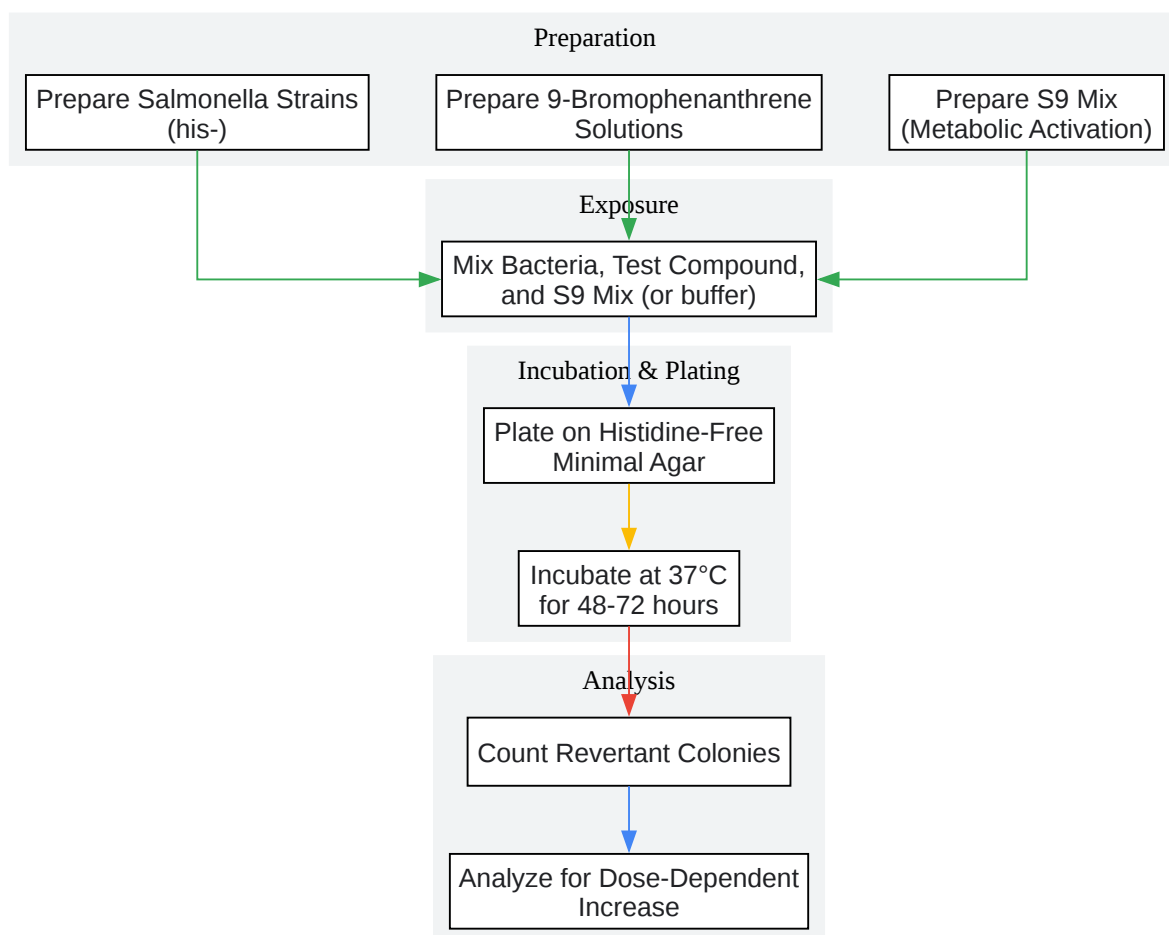 Preparation
Prepare Salmonella Strains
(his-)
Prepare 9-Bromophenanthrene
Solutions
Prepare S9 Mix
(Metabolic Activation)
Exposure
Mix Bacteria, Test Compound,
and S9 Mix (or buffer)
Incubation & Plating
Plate on Histidine-Free
Minimal Agar
Incubate at 37°C
for 48-72 hours
Analysis
Count Revertant Colonies
Analyze for Dose-Dependent
Increase